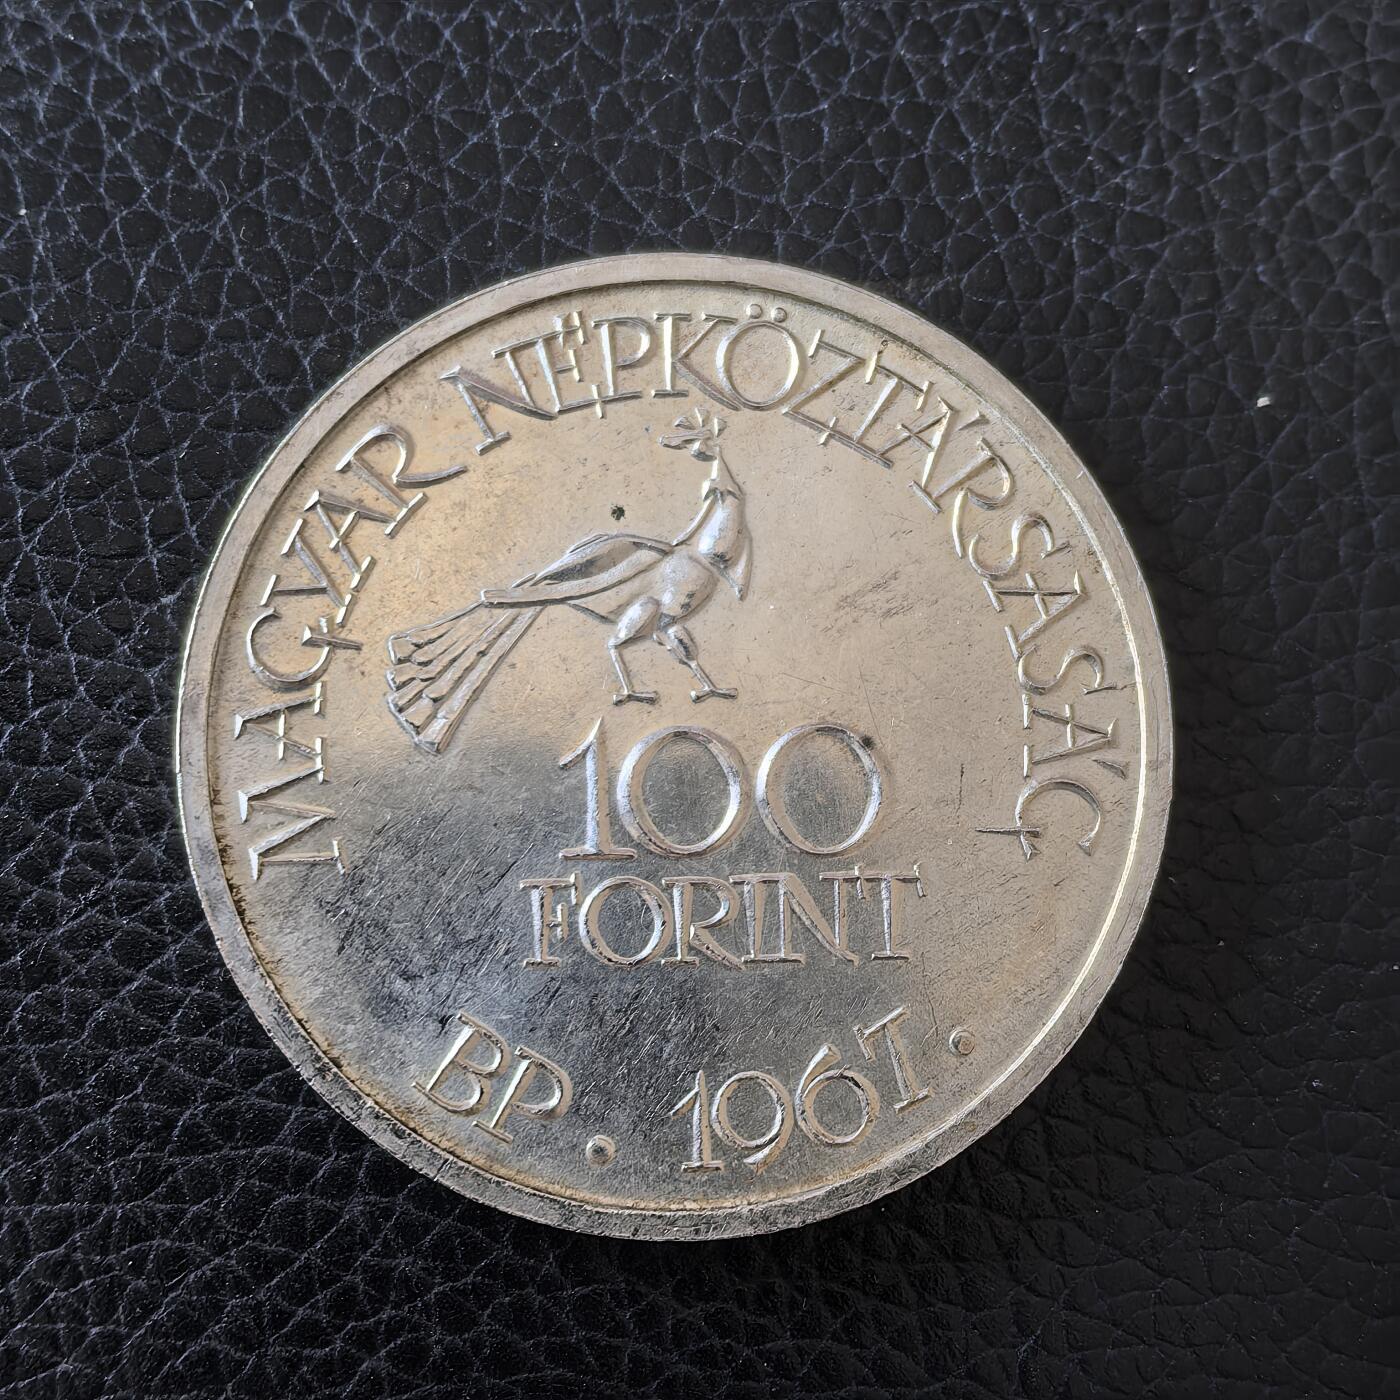 MAGYAR NÉPKÖZTÁRSASÁG
100
FORINT
BP. 1967.